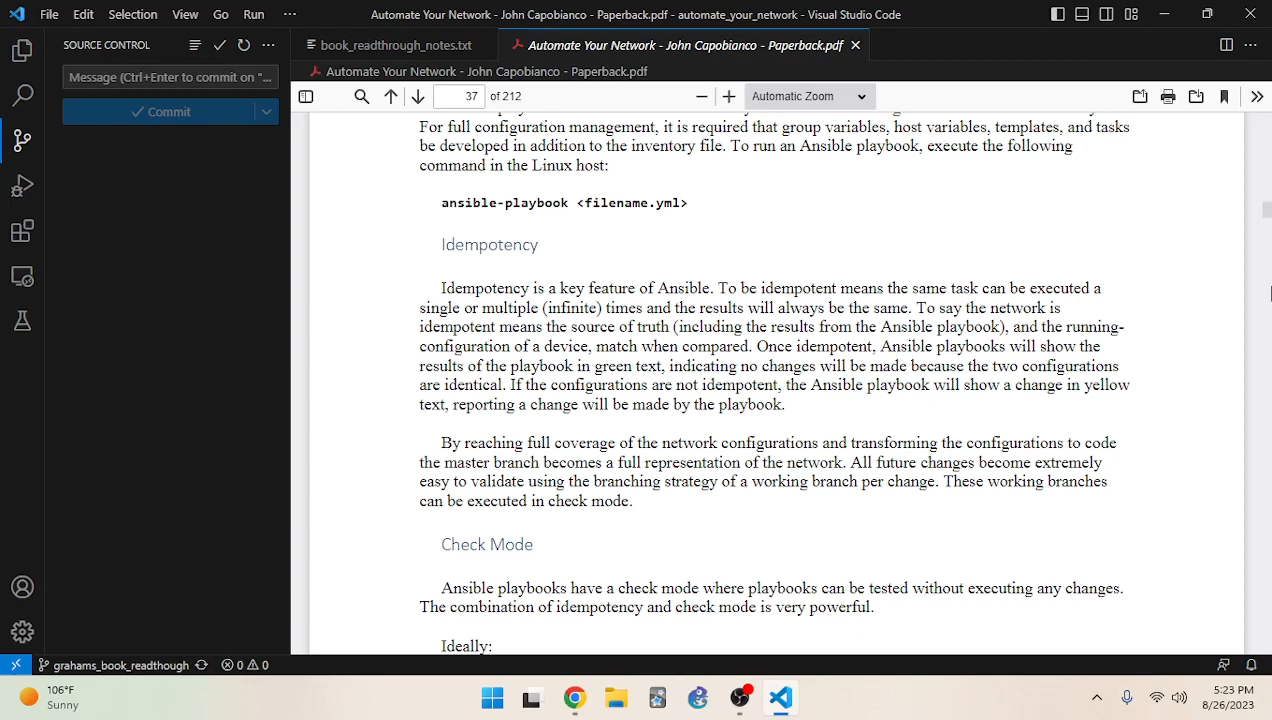 File Edit Selection View Go Run ··· Automate Your Network - John Capobianco - Paperback.pdf - automate_your_network - Visual Studio Code
SOURCE CONTROL
book_readthrough_notes.txt
Automate Your Network - John Capobianco - Paperback.pdf
Message (Ctrl+Enter to commit on "...
Commit
Automate Your Network - John Capobianco - Paperback.pdf
37 of 212
Automatic Zoom
For full configuration management, it is required that group variables, host variables, templates, and tasks
be developed in addition to the inventory file. To run an Ansible playbook, execute the following
command in the Linux host:
ansible-playbook <filename.yml>
Idempotency
Idempotency is a key feature of Ansible. To be idempotent means the same task can be executed a
single or multiple (infinite) times and the results will always be the same. To say the network is
idempotent means the source of truth (including the results from the Ansible playbook), and the running-
configuration of a device, match when compared. Once idempotent, Ansible playbooks will show the
results of the playbook in green text, indicating no changes will be made because the two configurations
are identical. If the configurations are not idempotent, the Ansible playbook will show a change in yellow
text, reporting a change will be made by the playbook.
By reaching full coverage of the network configurations and transforming the configurations to code
the master branch becomes a full representation of the network. All future changes become extremely
easy to validate using the branching strategy of a working branch per change. These working branches
can be executed in check mode.
Check Mode
Ansible playbooks have a check mode where playbooks can be tested without executing any changes.
The combination of idempotency and check mode is very powerful.
Ideally:
grahams_book_readthough 0 0
106°F
Sunny
5:23 PM
8/26/2023